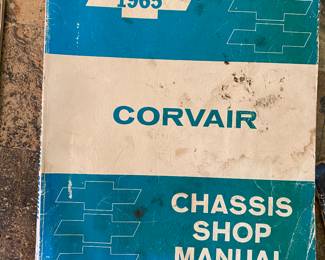 1965
CORVAIR
CHASSIS
SHOP
MANUAL